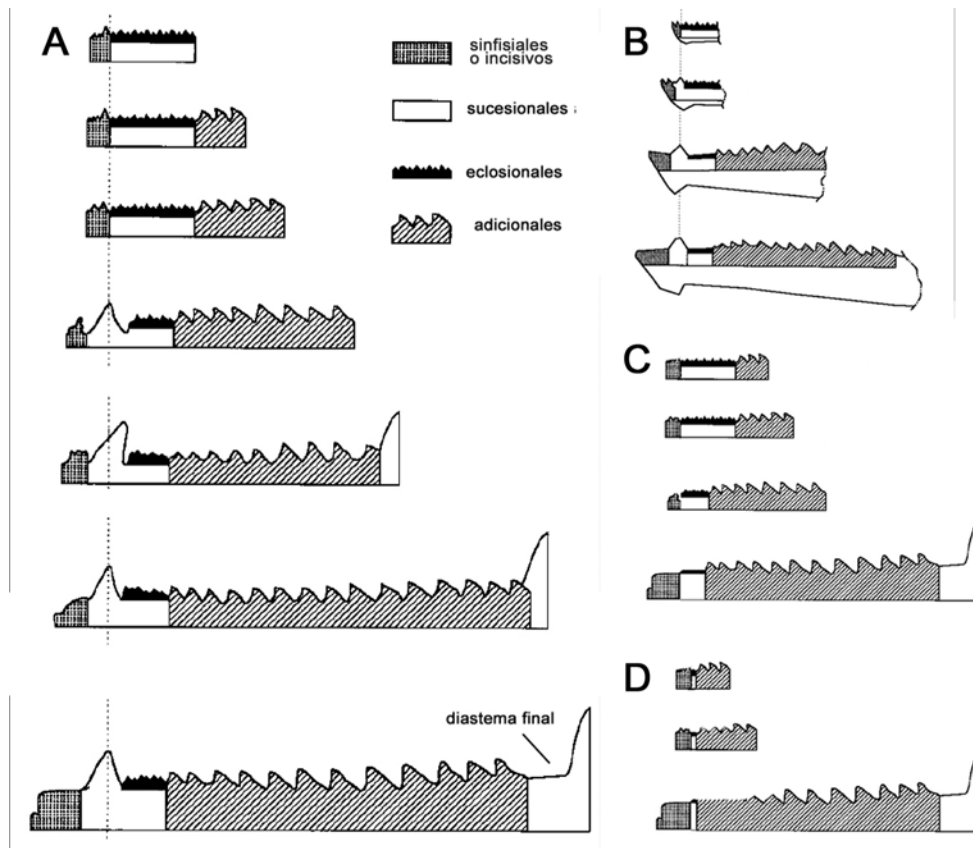 A
B
sinfisiales
o incisivos
sucesionales
eclosionales
adicionales
C
D
diastema final